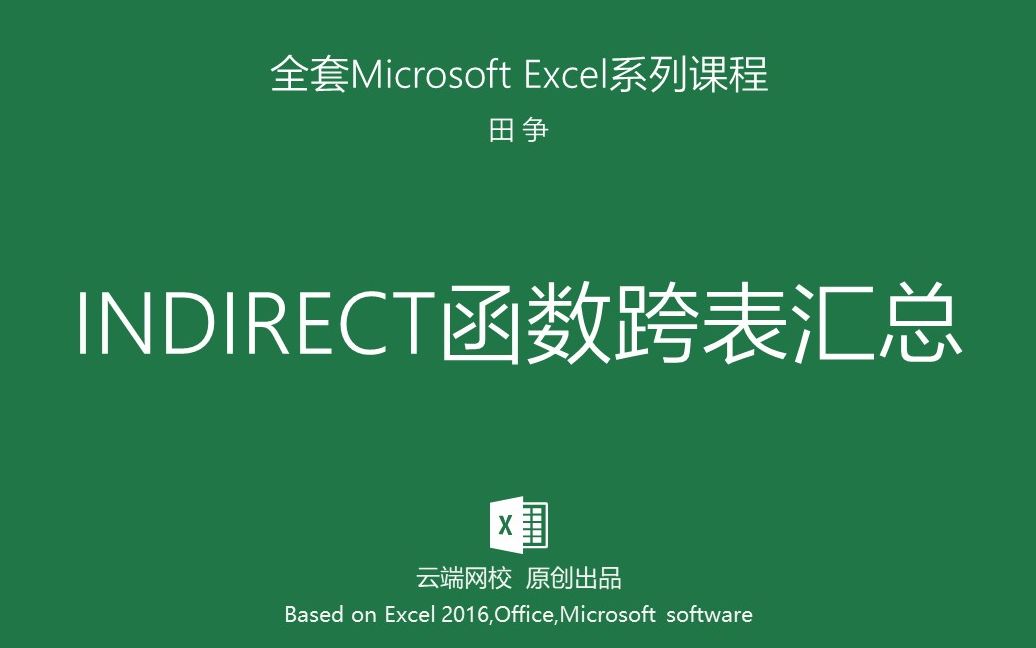 全套Microsoft Excel系列课程
田 争
INDIRECT函数跨表汇总
X
云端网校 原创出品
Based on Excel 2016,Office,Microsoft software